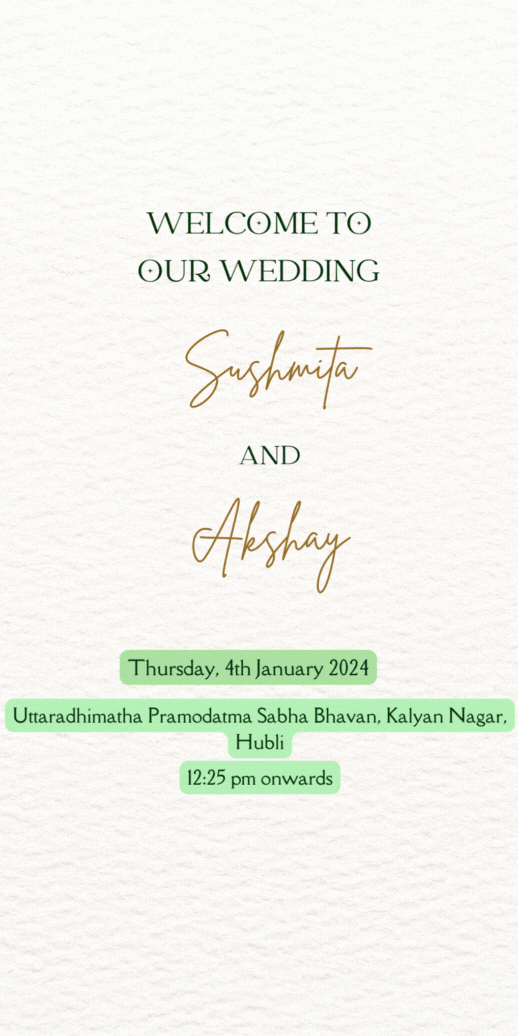 WELCOME TO
OUR WEDDING
Sushmita
AND
Akshay
Thursday, 4th January 2024
Uttaradhimatha Pramodatma Sabha Bhavan, Kalyan Nagar,
Hubli
12:25 pm onwards